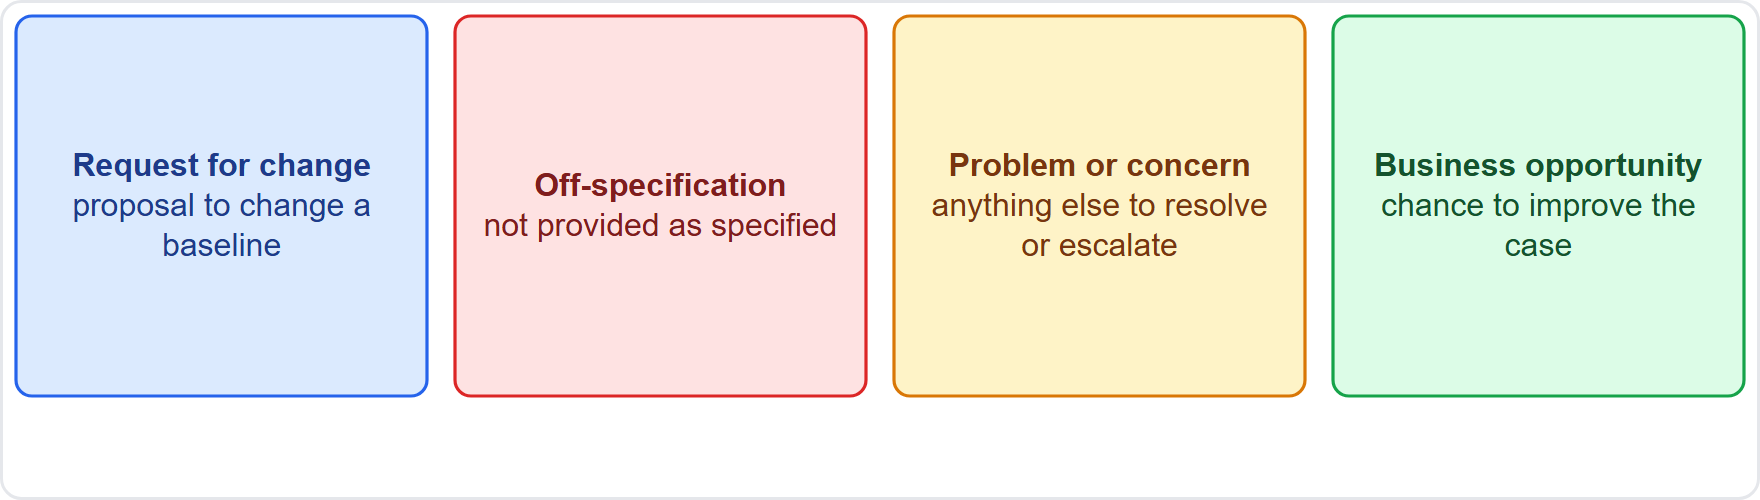 Request for change
proposal to change a
baseline
Off-specification
not provided as specified
Problem or concern
anything else to resolve
or escalate
Business opportunity
chance to improve the
case